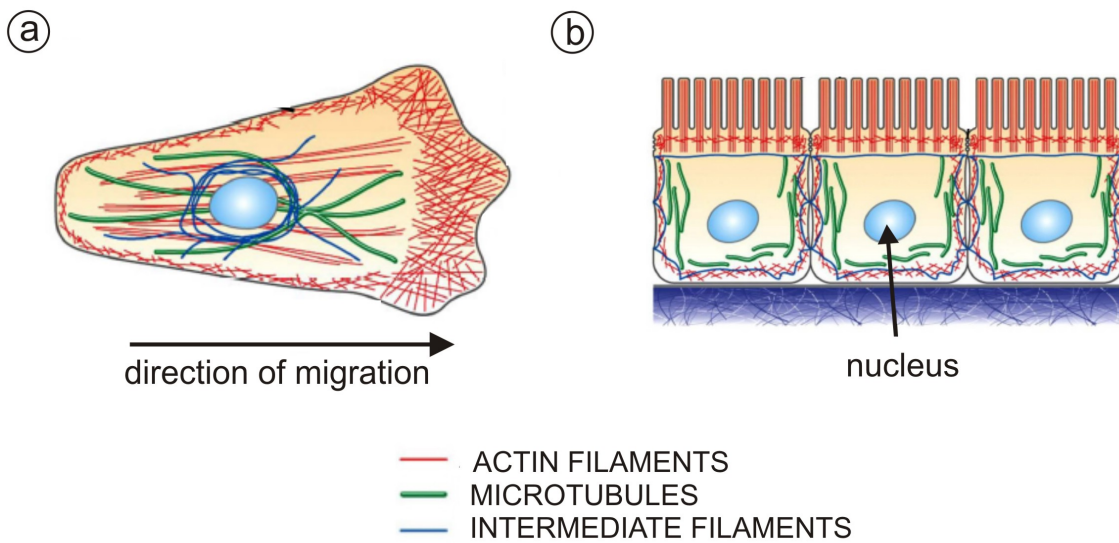 a
b
direction of migration
nucleus
ACTIN FILAMENTS
MICROTUBULES
INTERMEDIATE FILAMENTS